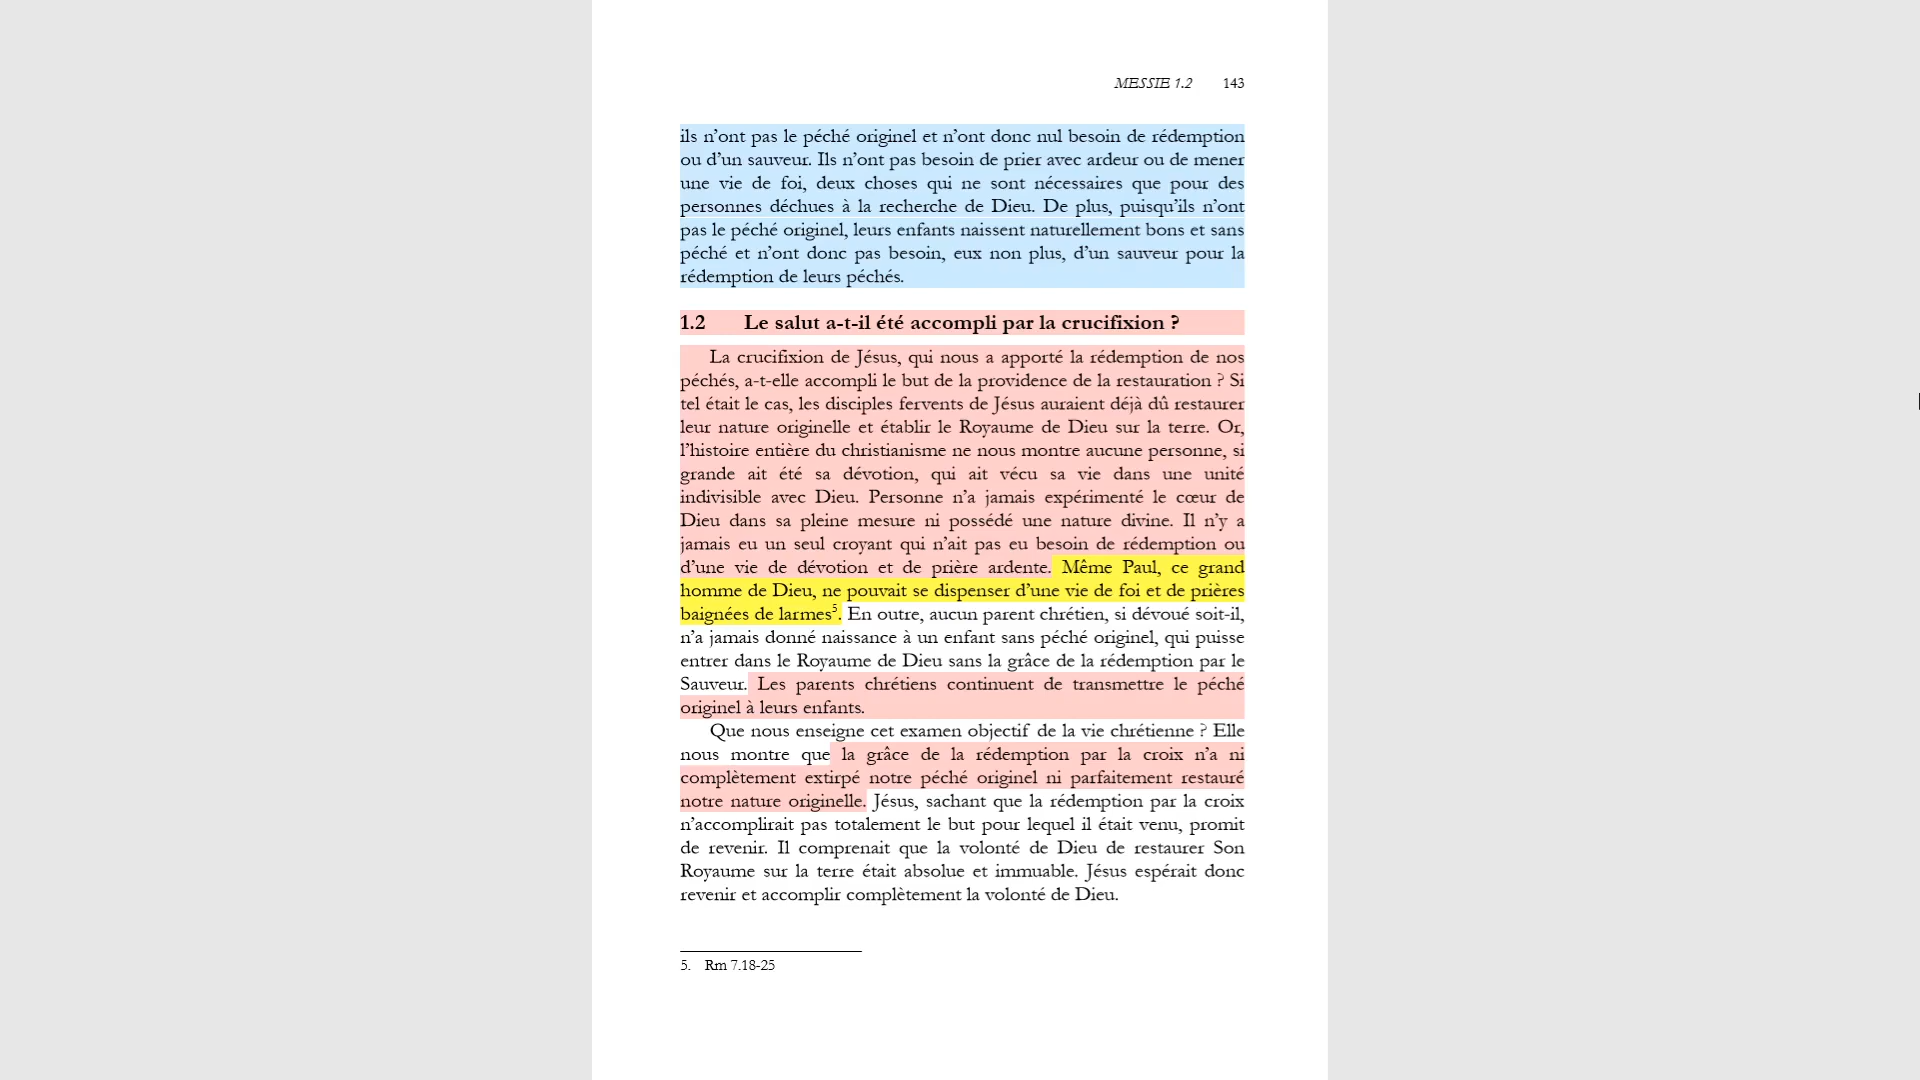 MESSIE 1.2 143
ils n’ont pas le péché originel et n’ont donc nul besoin de rédemption
ou d’un sauveur. Ils n’ont pas besoin de prier avec ardeur ou de mener
une vie de foi, deux choses qui ne sont nécessaires que pour des
personnes déchues à la recherche de Dieu. De plus, puisqu’ils n’ont
pas le péché originel, leurs enfants naissent naturellement bons et sans
péché et n’ont donc pas besoin, eux non plus, d’un sauveur pour la
rédemption de leurs péchés.
1.2 Le salut a-t-il été accompli par la crucifixion ?
La crucifixion de Jésus, qui nous a apporté la rédemption de nos
péchés, a-t-elle accompli le but de la providence de la restauration ? Si
tel était le cas, les disciples fervents de Jésus auraient déjà dû restaurer
leur nature originelle et établir le Royaume de Dieu sur la terre. Or,
l’histoire entière du christianisme ne nous montre aucune personne, si
grande ait été sa dévotion, qui ait vécu sa vie dans une unité
indivisible avec Dieu. Personne n’a jamais expérimenté le cœur de
Dieu dans sa pleine mesure ni possédé une nature divine. Il n’y a
jamais eu un seul croyant qui n’ait pas eu besoin de rédemption ou
d’une vie de dévotion et de prière ardente. Même Paul, ce grand
homme de Dieu, ne pouvait se dispenser d’une vie de foi et de prières
baignées de larmes5. En outre, aucun parent chrétien, si dévoué soit-il,
n’a jamais donné naissance à un enfant sans péché originel, qui puisse
entrer dans le Royaume de Dieu sans la grâce de la rédemption par le
Sauveur. Les parents chrétiens continuent de transmettre le péché
originel à leurs enfants.
Que nous enseigne cet examen objectif de la vie chrétienne ? Elle
nous montre que la grâce de la rédemption par la croix n’a ni
complètement extirpé notre péché originel ni parfaitement restauré
notre nature originelle. Jésus, sachant que la rédemption par la croix
n’accomplirait pas totalement le but pour lequel il était venu, promit
de revenir. Il comprenait que la volonté de Dieu de restaurer Son
Royaume sur la terre était absolue et immuable. Jésus espérait donc
revenir et accomplir complètement la volonté de Dieu.
5. Rm 7.18-25